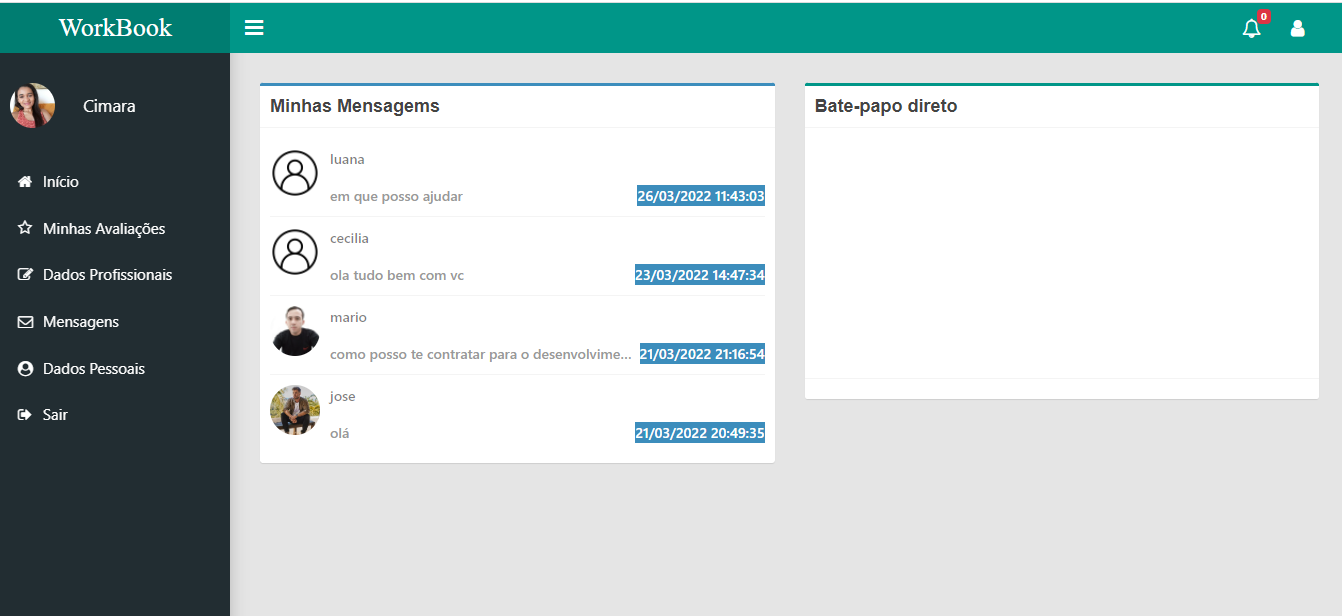 WorkBook
0
Cimara
Início
Minhas Avaliações
Dados Profissionais
Mensagens
Dados Pessoais
Sair
Minhas Mensagems
luana
em que posso ajudar 26/03/2022 11:43:03
cecilia
ola tudo bem com vc 23/03/2022 14:47:34
mario
como posso te contratar para o desenvolvime... 21/03/2022 21:16:54
jose
olá 21/03/2022 20:49:35
Bate-papo direto